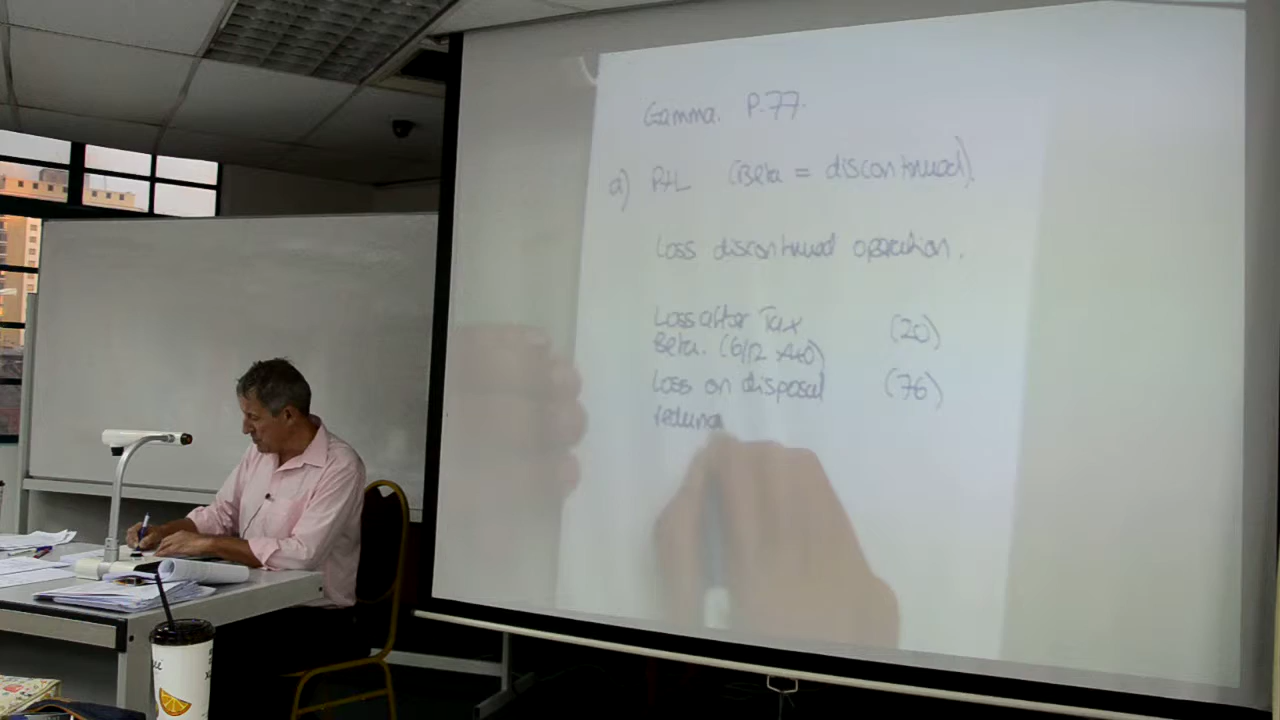 Gamma. P.77.
a) P+L (Beta = discontinued).
Loss discontinued operation.
Loss after Tax (20)
Beta. (6/12 x 40)
Loss on disposal (76)
reduna